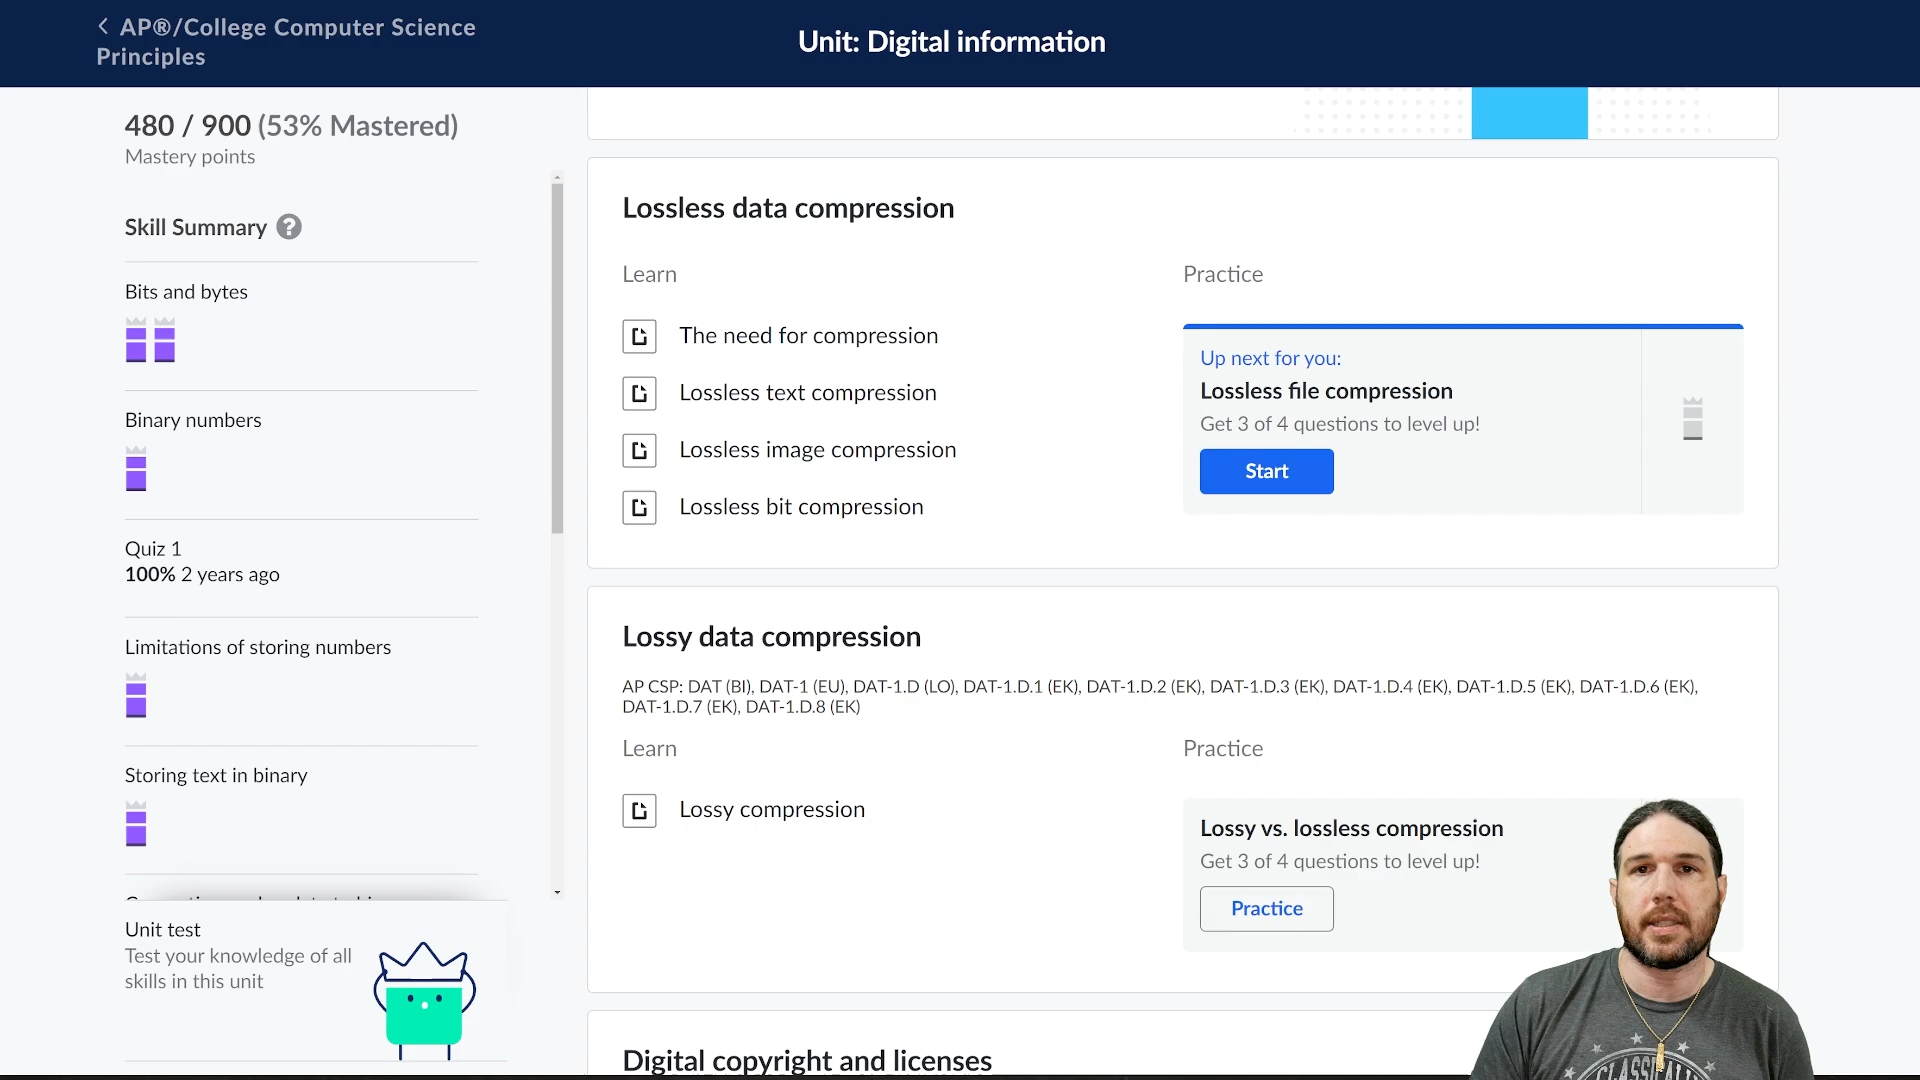 AP®/College Computer Science
Principles
Unit: Digital information
480 / 900 (53% Mastered)
Mastery points
Skill Summary ?
Bits and bytes
Binary numbers
Quiz 1
100% 2 years ago
Limitations of storing numbers
Storing text in binary
Unit test
Test your knowledge of all
skills in this unit
Lossless data compression
Learn
The need for compression
Lossless text compression
Lossless image compression
Lossless bit compression
Practice
Up next for you:
Lossless file compression
Get 3 of 4 questions to level up!
Start
Lossy data compression
AP CSP: DAT (BI), DAT-1 (EU), DAT-1.D (LO), DAT-1.D.1 (EK), DAT-1.D.2 (EK), DAT-1.D.3 (EK), DAT-1.D.4 (EK), DAT-1.D.5 (EK), DAT-1.D.6 (EK),
DAT-1.D.7 (EK), DAT-1.D.8 (EK)
Learn
Lossy compression
Practice
Lossy vs. lossless compression
Get 3 of 4 questions to level up!
Practice
Digital copyright and licenses